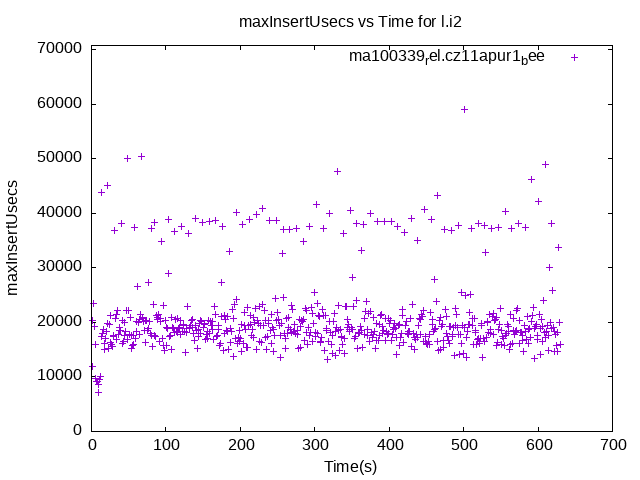 maxInsertUsecs vs Time for l.i2
ma100339_rel.cz11apur1_bee
maxInsertUsecs
70000
60000
50000
40000
30000
20000
10000
0
0 100 200 300 400 500 600 700
Time(s)